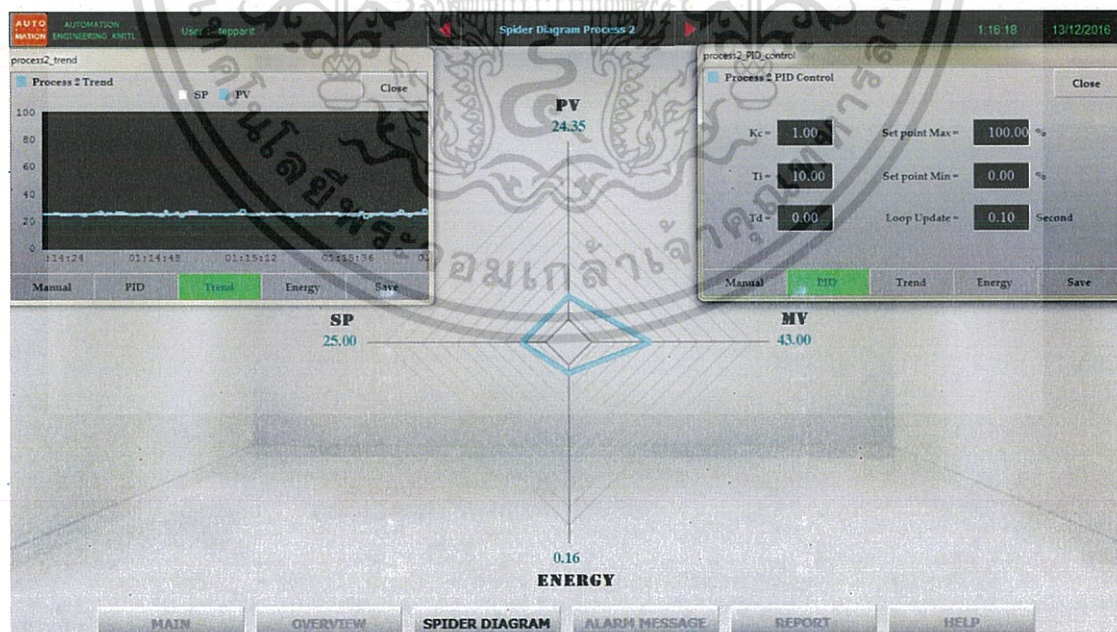 AUTO
MATION
AUTOMATION
ENGINEERING KMITL
User : tepparit
Spider Diagram Process 2
1:16:18
13/12/2016
process2_trend
Process 2 Trend
SP
PV
Close
100
80
60
40
20
0
:14:24
01:14:48
01:15:12
01:15:36
Manual
PID
Trend
Energy
Save
process2_PID_control
Process 2 PID Control
Close
Kc =
1.00
Set point Max =
100.00
%
Ti =
10.00
Set point Min =
0.00
%
Td =
0.00
Loop Update =
0.10
Second
Manual
PID
Trend
Energy
Save
PV
24.35
SP
25.00
MV
43.00
0.16
ENERGY
MAIN
OVERVIEW
SPIDER DIAGRAM
ALARM MESSAGE
REPORT
HELP